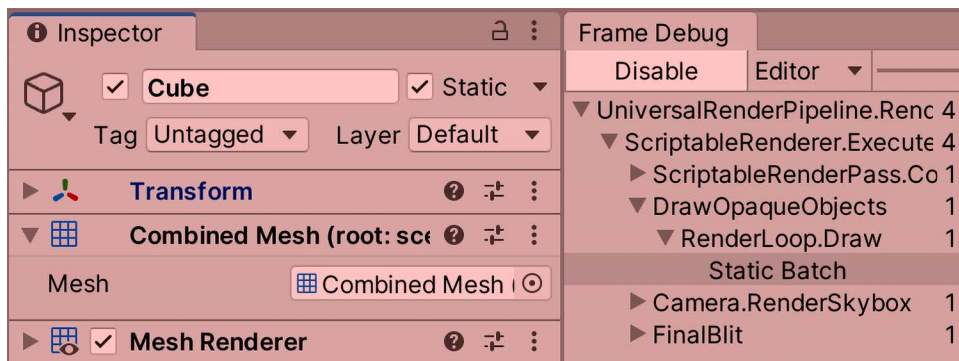 Inspector
Cube
Static
Tag Untagged
Layer Default
Transform
Combined Mesh (root: sce
Mesh
Combined Mesh (
Mesh Renderer
Frame Debug
Disable
Editor
UniversalRenderPipeline.Renc 4
ScriptableRenderer.Execute 4
ScriptableRenderPass.Co 1
DrawOpaqueObjects 1
RenderLoop.Draw 1
Static Batch
Camera.RenderSkybox 1
FinalBlit 1